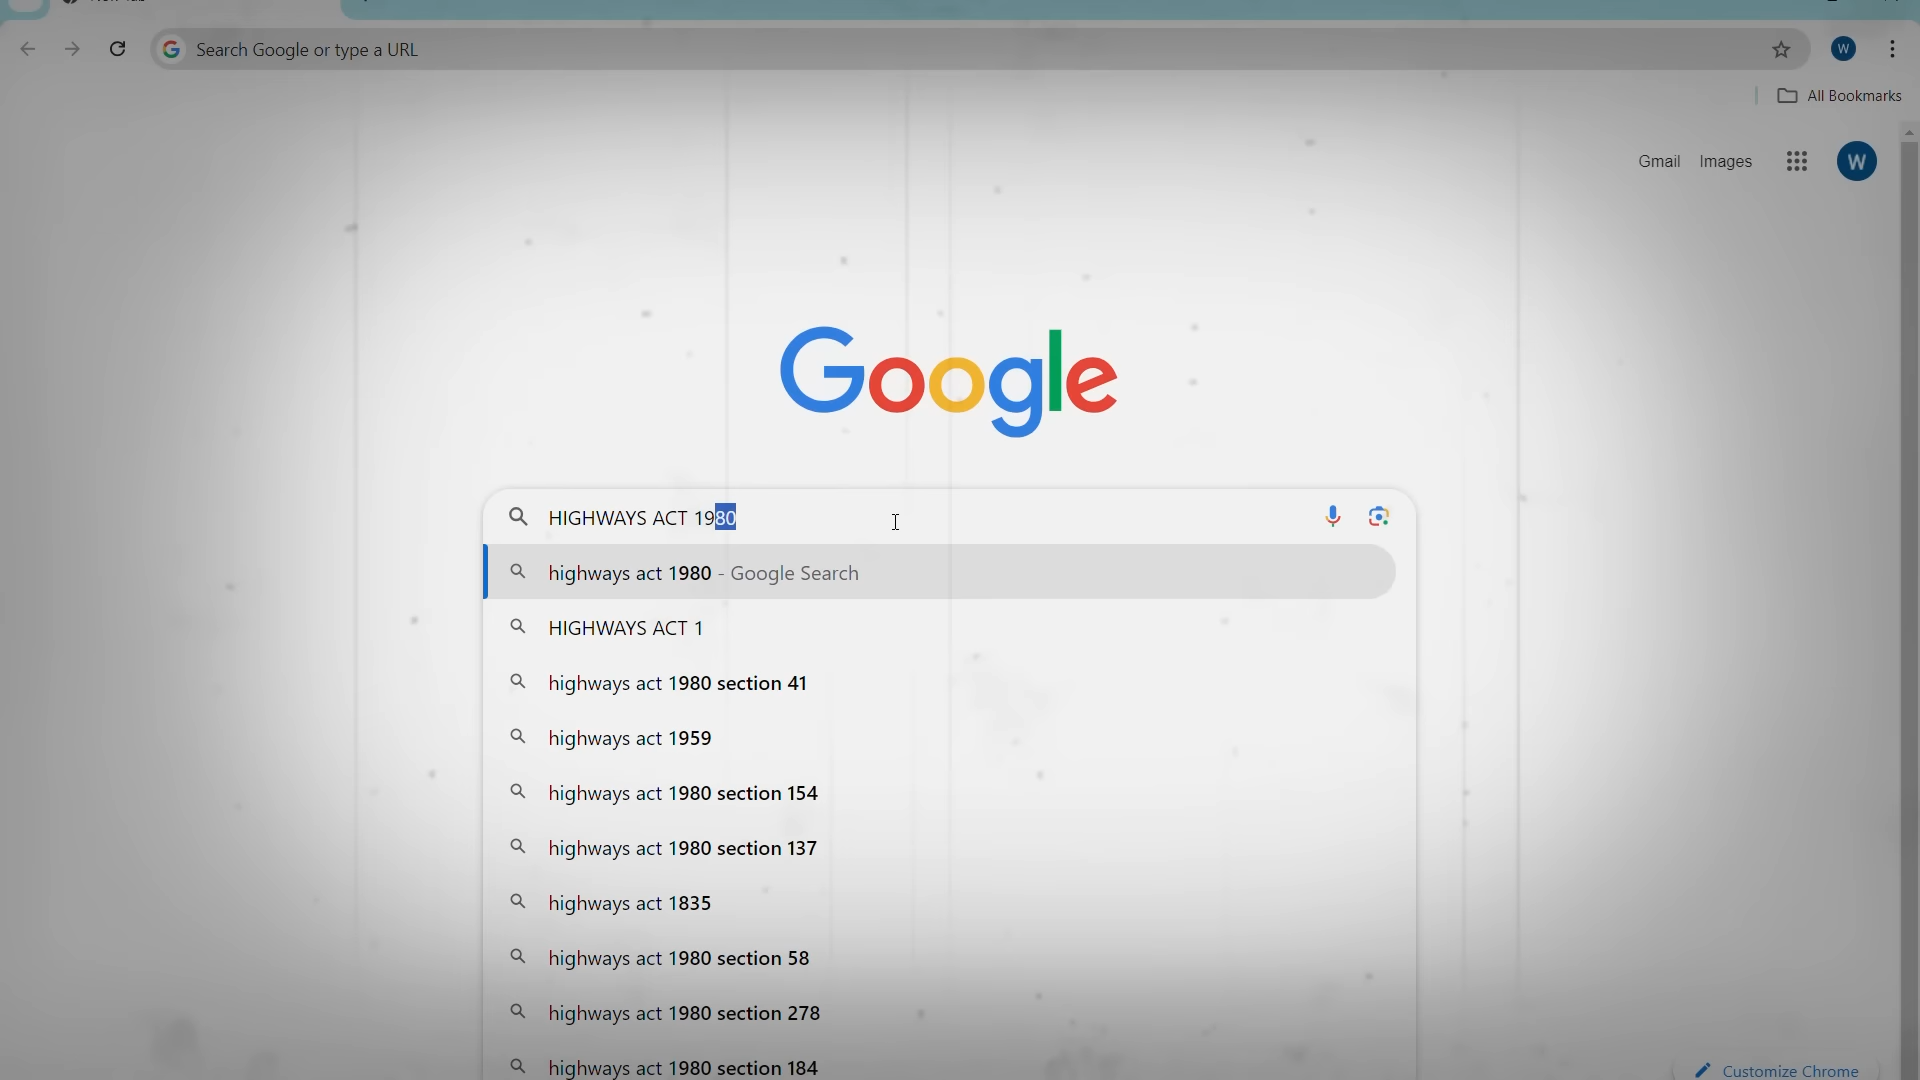 Search Google or type a URL
W
All Bookmarks
Gmail Images
W
Google
HIGHWAYS ACT 1980
highways act 1980 - Google Search
HIGHWAYS ACT 1
highways act 1980 section 41
highways act 1959
highways act 1980 section 154
highways act 1980 section 137
highways act 1835
highways act 1980 section 58
highways act 1980 section 278
highways act 1980 section 184
Customize Chrome